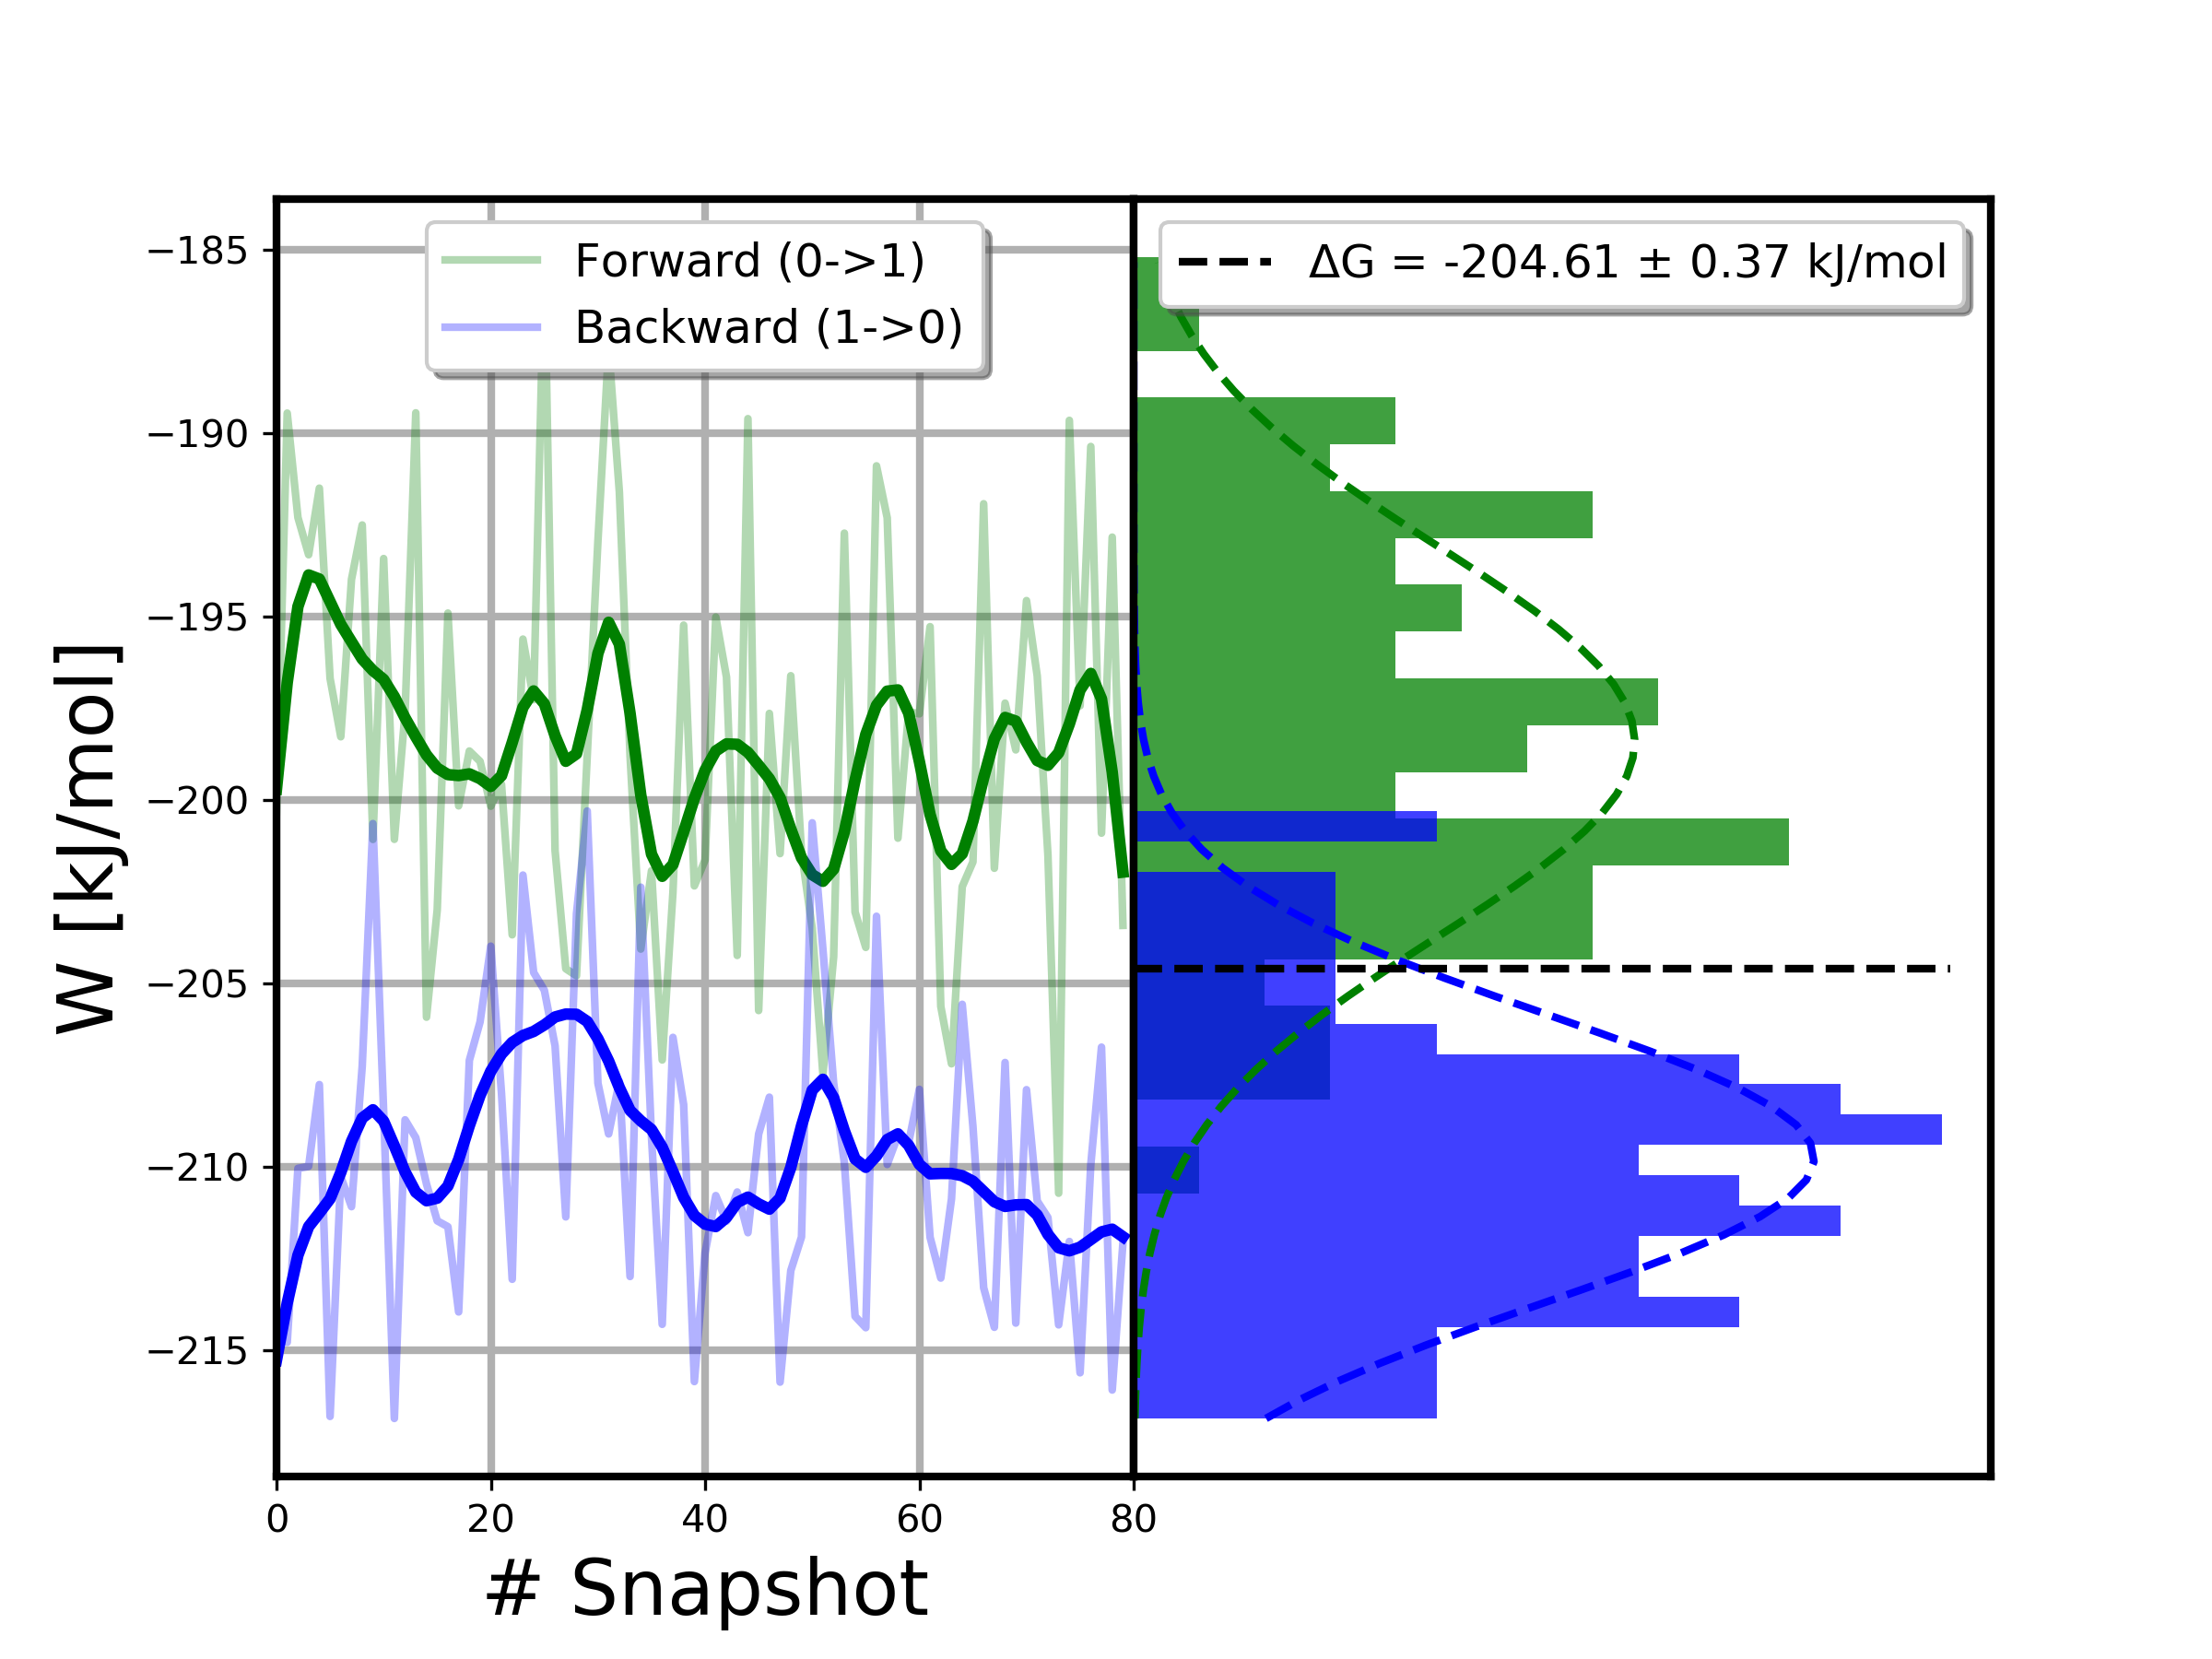 Forward (0->1)
Backward (1->0)
ΔG = -204.61 ± 0.37 kJ/mol
W [kJ/mol]
−185
−190
−195
−200
−205
−210
−215
0 20 40 60 80
# Snapshot